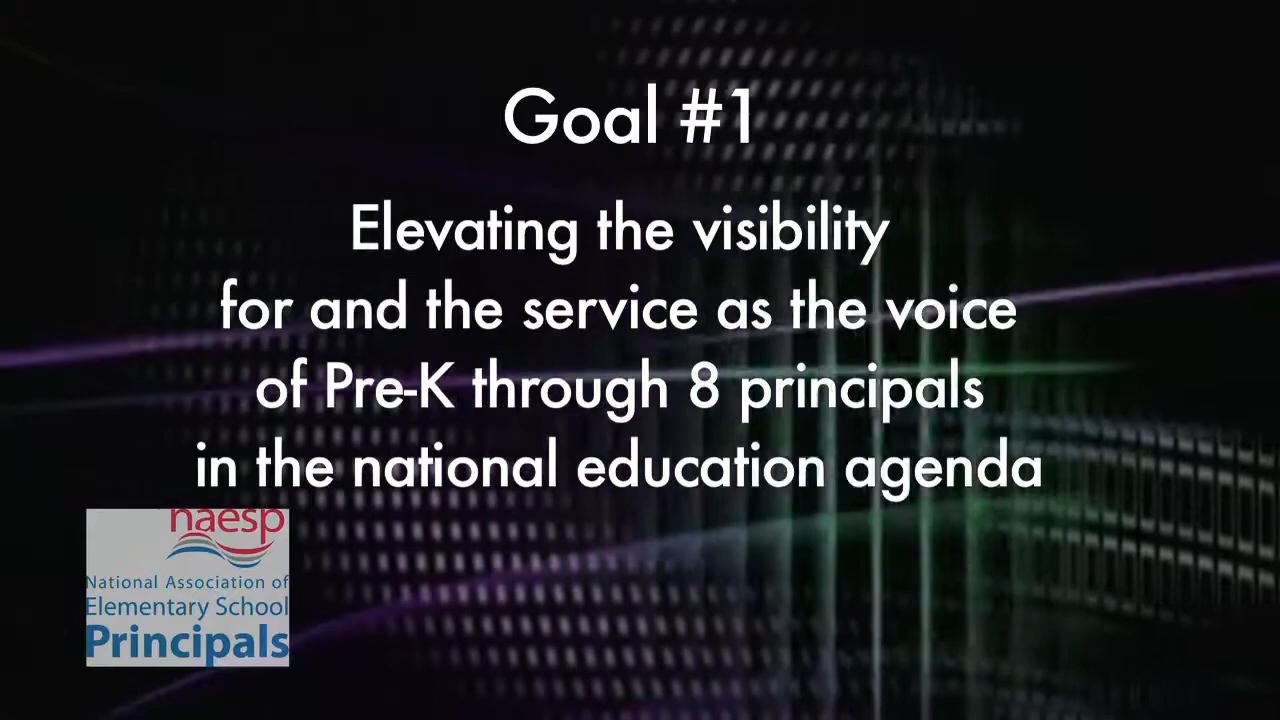 Goal #1
Elevating the visibility
for and the service as the voice
of Pre-K through 8 principals
in the national education agenda
naesp
National Association of
Elementary School
Principals